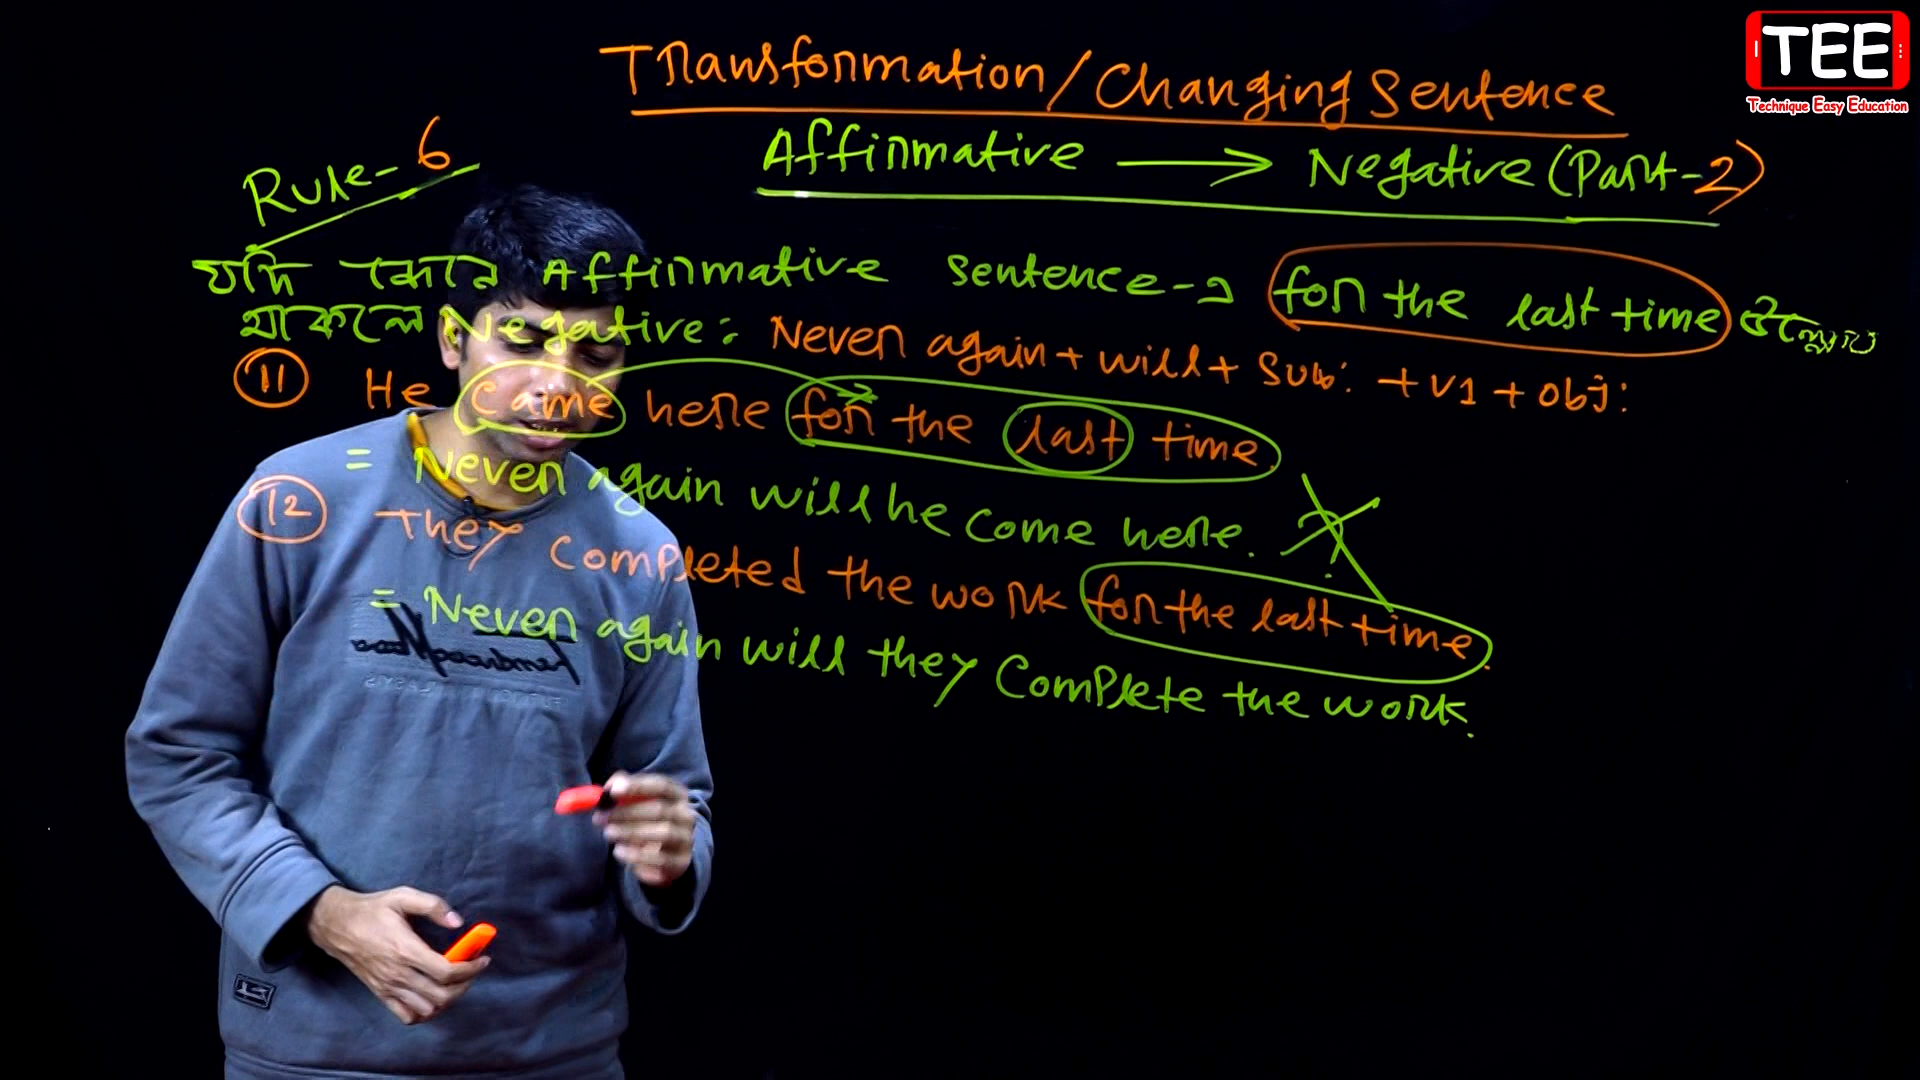 TEE
Technique Easy Education
Transformation/Changing Sentence
Affirmative → Negative (Part-2)
Rule-6
যদি কোনে Affirmative Sentence-এ for the last time উল্লেখ
থাকলে Negative: Never again + will + Sub: + V1 + obj:
11 He came here for the last time.
= Never again will he come here. ?
12 They completed the work for the last time.
= Never again will they complete the work.